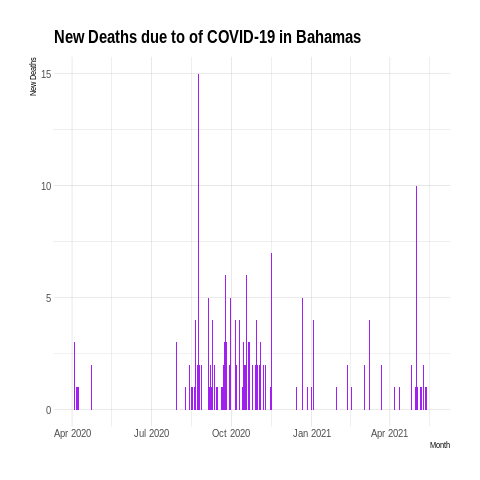 New Deaths due to of COVID-19 in Bahamas
New Deaths
15
10
5
0
Apr 2020 Jul 2020 Oct 2020 Jan 2021 Apr 2021
Month